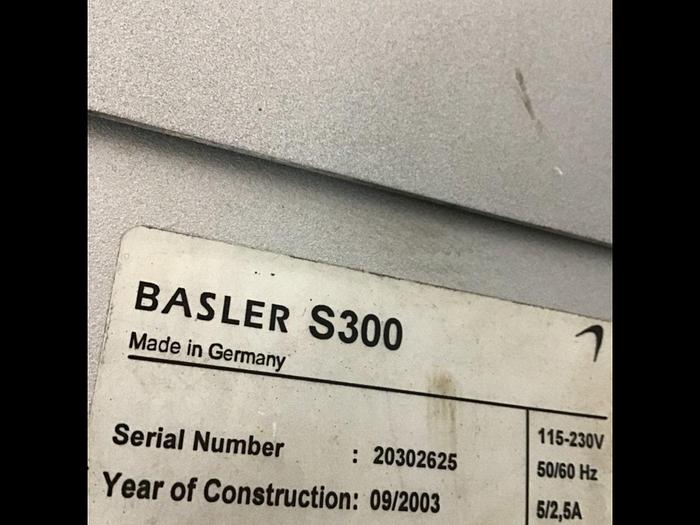 BASLER S300
Made in Germany
Serial Number : 20302625
Year of Construction: 09/2003
115-230V
50/60 Hz
5/2,5A